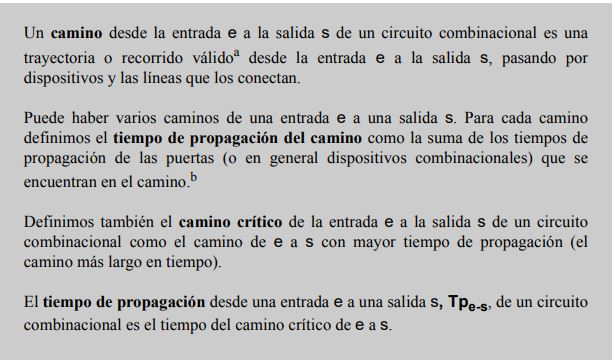 Un camino desde la entrada e a la salida s de un circuito combinacional es una
trayectoria o recorrido válidoa desde la entrada e a la salida s, pasando por
dispositivos y las líneas que los conectan.
Puede haber varios caminos de una entrada e a una salida s. Para cada camino
definimos el tiempo de propagación del camino como la suma de los tiempos de
propagación de las puertas (o en general dispositivos combinacionales) que se
encuentran en el camino.b
Definimos también el camino crítico de la entrada e a la salida s de un circuito
combinacional como el camino de e a s con mayor tiempo de propagación (el
camino más largo en tiempo).
El tiempo de propagación desde una entrada e a una salida s, Tpe-s, de un circuito
combinacional es el tiempo del camino crítico de e a s.